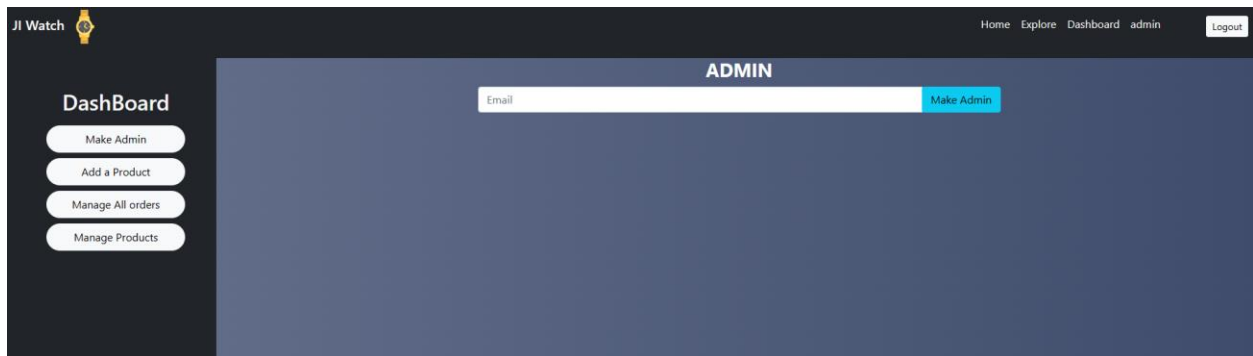 JI Watch
Home Explore Dashboard admin Logout
DashBoard
Make Admin
Add a Product
Manage All orders
Manage Products
ADMIN
Email Make Admin